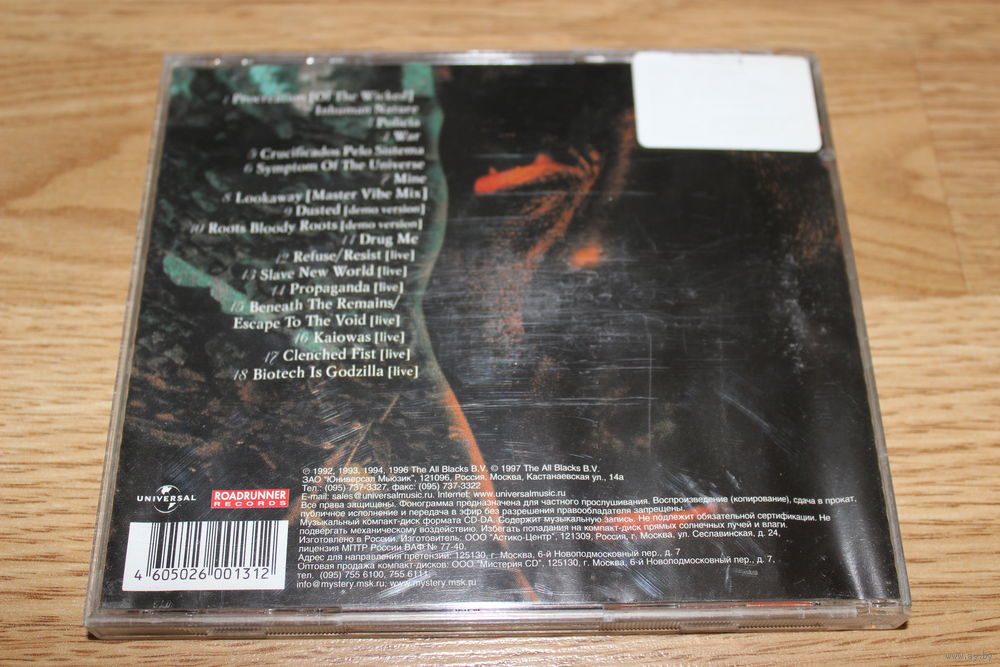 1 Procreation [Of The Wicked]
2 Inhuman Nature
3 Policia
4 War
5 Crucificados Pelo Sistema
6 Symptom Of The Universe
7 Mine
8 Lookaway [Master Vibe Mix]
9 Dusted [demo version]
10 Roots Bloody Roots [demo version]
11 Drug Me
12 Refuse/Resist [live]
13 Slave New World [live]
14 Propaganda [live]
15 Beneath The Remains/
Escape To The Void [live]
16 Kaiowas [live]
17 Clenched Fist [live]
18 Biotech Is Godzilla [live]
UNIVERSAL
ROADRUNNER
RECORDS
4 605026 001312
℗ 1992, 1993, 1994, 1996 The All Blacks B.V. © 1997 The All Blacks B.V.
ЗАО "Юниверсал Мьюзик", 121096, Россия, Москва, Кастанаевская ул., 14а
Тел.: (095) 737-3327, факс: (095) 737-3322
E-mail: sales@universalmusic.ru. Internet: www.universalmusic.ru
Все права защищены. Фонограмма предназначена для частного прослушивания. Воспроизведение (копирование), сдача в прокат,
публичное исполнение и передача в эфир без разрешения правообладателя запрещены.
Музыкальный компакт-диск формата CD-DA. Содержит музыкальную запись. Не подлежит обязательной сертификации. Не
подвергать механическому воздействию. Избегать попадания на компакт-диск прямых солнечных лучей и влаги.
Изготовлено в России. Изготовитель: ООО "Астико-Центр", 121309, Россия, г. Москва, ул. Сеславинская, д. 24,
лицензия МПТР России ВАФ № 77-40.
Адрес для направления претензий: 125130, г. Москва, 6-й Новоподмосковный пер., д. 7
Оптовая продажа компакт-дисков: ООО "Мистерия CD", 125130, г. Москва, 6-й Новоподмосковный пер., д. 7,
тел. (095) 755 6100, 755 6111,
info@mystery.msk.ru; www.mystery.msk.ru